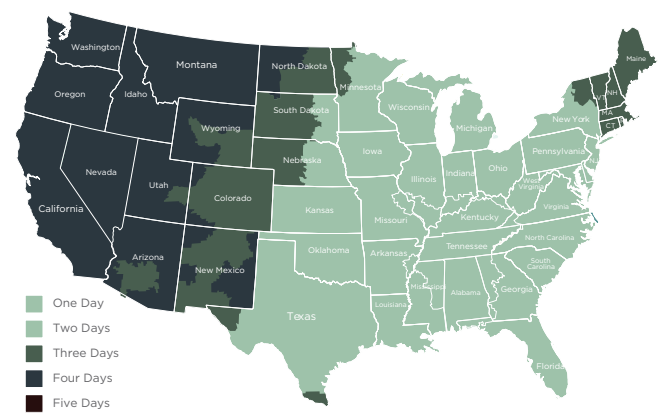 Washington
Montana
North Dakota
Minnesota
Maine
Oregon
Idaho
Wyoming
South Dakota
Wisconsin
Michigan
New York
VT
NH
MA
CT
Nevada
Utah
Colorado
Nebraska
Iowa
Illinois
Indiana
Ohio
Pennsylvania
NJ
West
Virginia
Virginia
California
Kansas
Missouri
Kentucky
Arizona
New Mexico
Oklahoma
Arkansas
Tennessee
North Carolina
South
Carolina
Texas
Louisiana
Mississippi
Alabama
Georgia
Florida
One Day
Two Days
Three Days
Four Days
Five Days